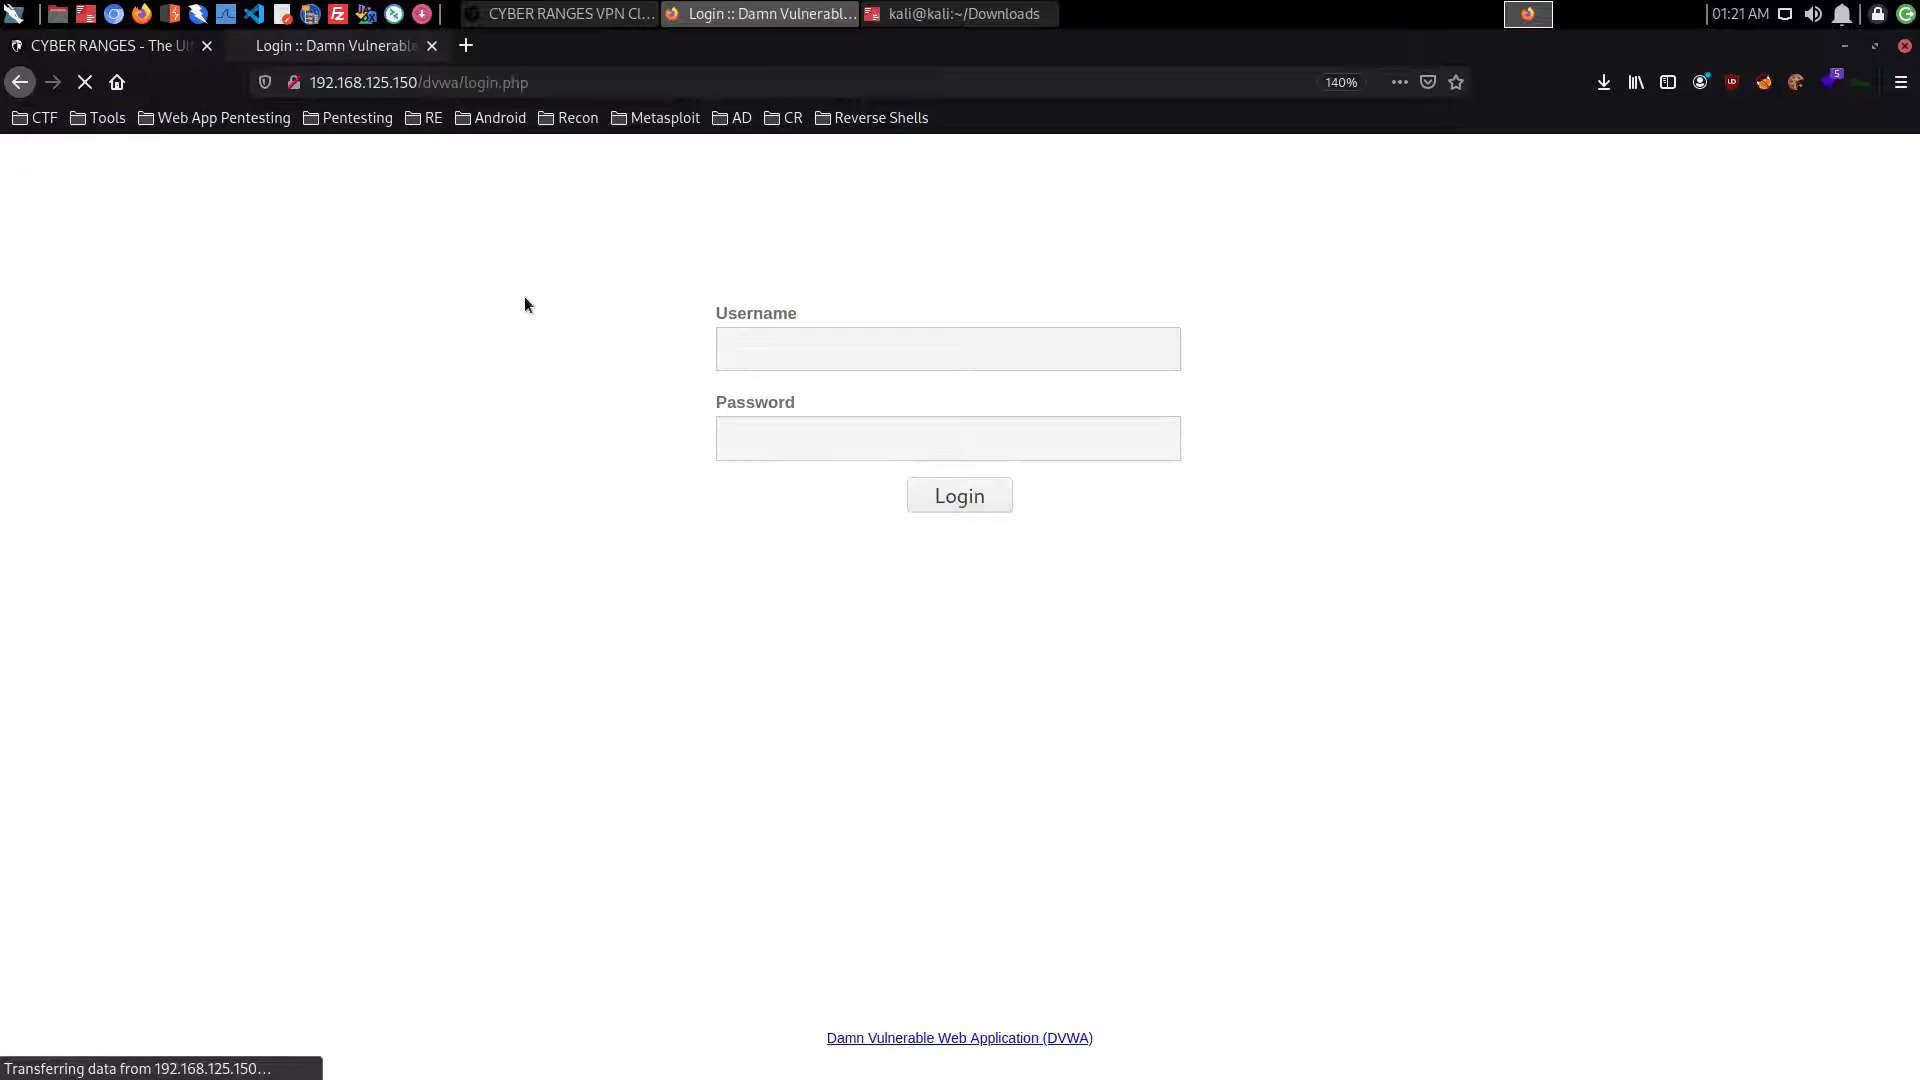 CYBER RANGES VPN Cl... Login :: Damn Vulnerabl... kali@kali:~/Downloads 01:21 AM
CYBER RANGES - The Ul Login :: Damn Vulnerable
192.168.125.150/dvwa/login.php 140% 5
CTF Tools Web App Pentesting Pentesting RE Android Recon Metasploit AD CR Reverse Shells
Username
Password
Login
Damn Vulnerable Web Application (DVWA)
Transferring data from 192.168.125.150...